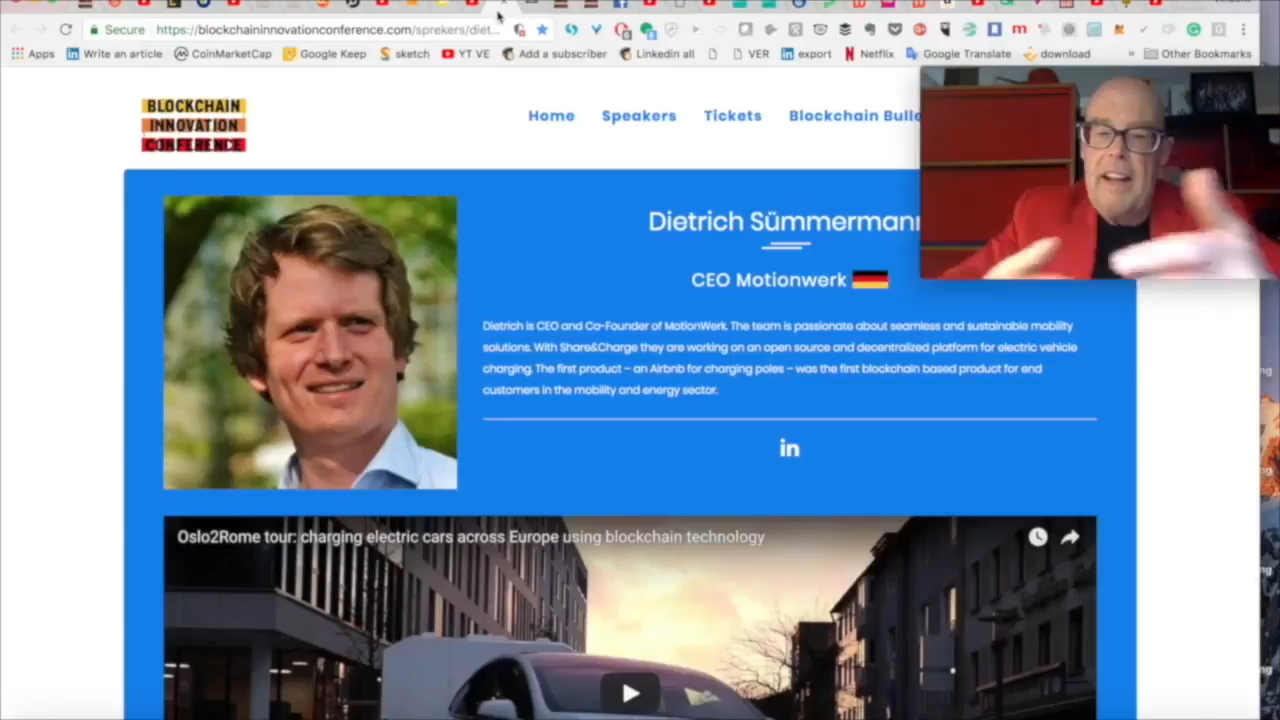 Secure
https://blockchaininnovationconference.com/sprekers/diet...
Apps
Write an article
CoinMarketCap
Google Keep
sketch
YT VE
Add a subscriber
Linkedin all
VER
export
Netflix
Google Translate
download
»
Other Bookmarks
BLOCKCHAIN
INNOVATION
CONFERENCE
Home
Speakers
Tickets
Blockchain Bulle
Dietrich Sümmermann
CEO Motionwerk
Dietrich is CEO and Co-Founder of MotionWerk. The team is passionate about seamless and sustainable mobility
solutions. With Share&Charge they are working on an open source and decentralized platform for electric vehicle
charging. The first product – an Airbnb for charging poles – was the first blockchain based product for end
customers in the mobility and energy sector.
in
Oslo2Rome tour: charging electric cars across Europe using blockchain technology